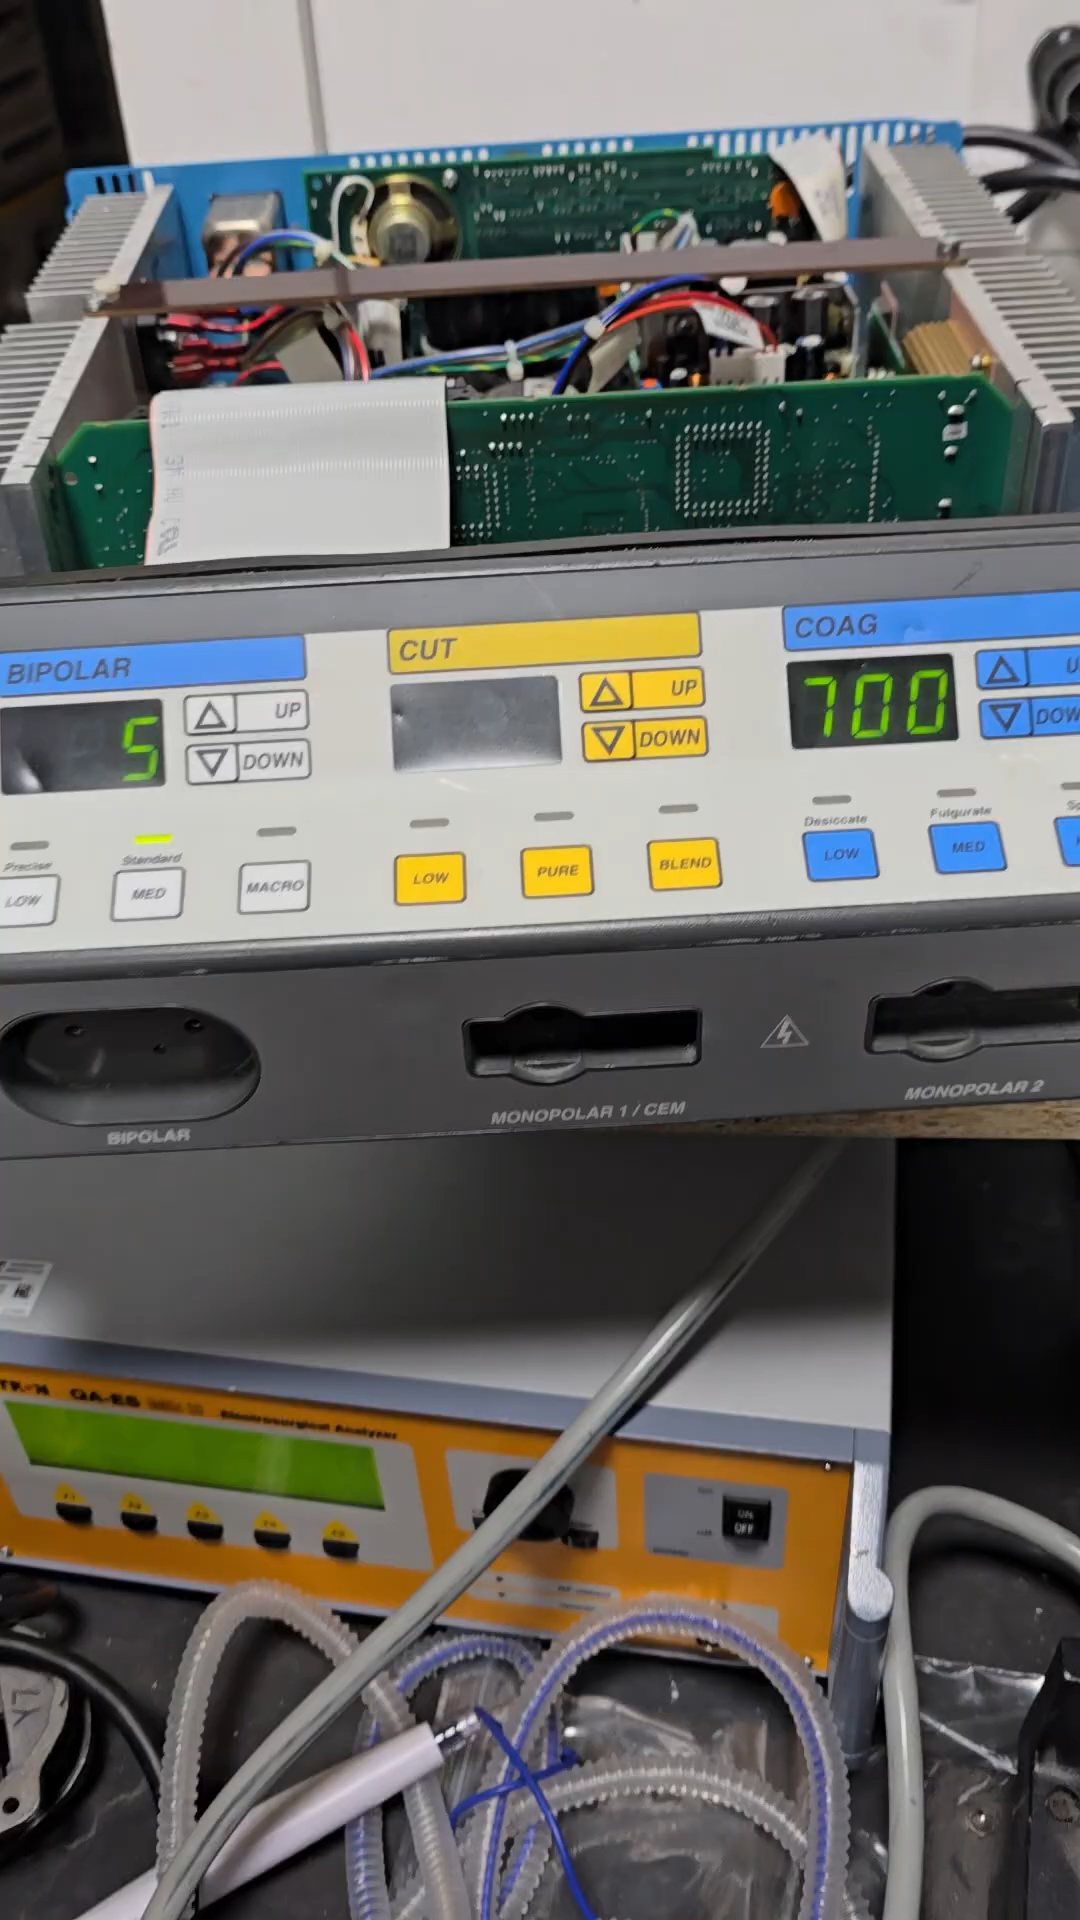 BIPOLAR
CUT
COAG
5
UP
DOWN
UP
DOWN
700
Precise
LOW
Standard
MED
MACRO
LOW
PURE
BLEND
Desiccate
LOW
Fulgurate
MED
BIPOLAR
MONOPOLAR 1 / CEM
MONOPOLAR 2
QA-ES
Electrosurgical Analyzer
ON
OFF